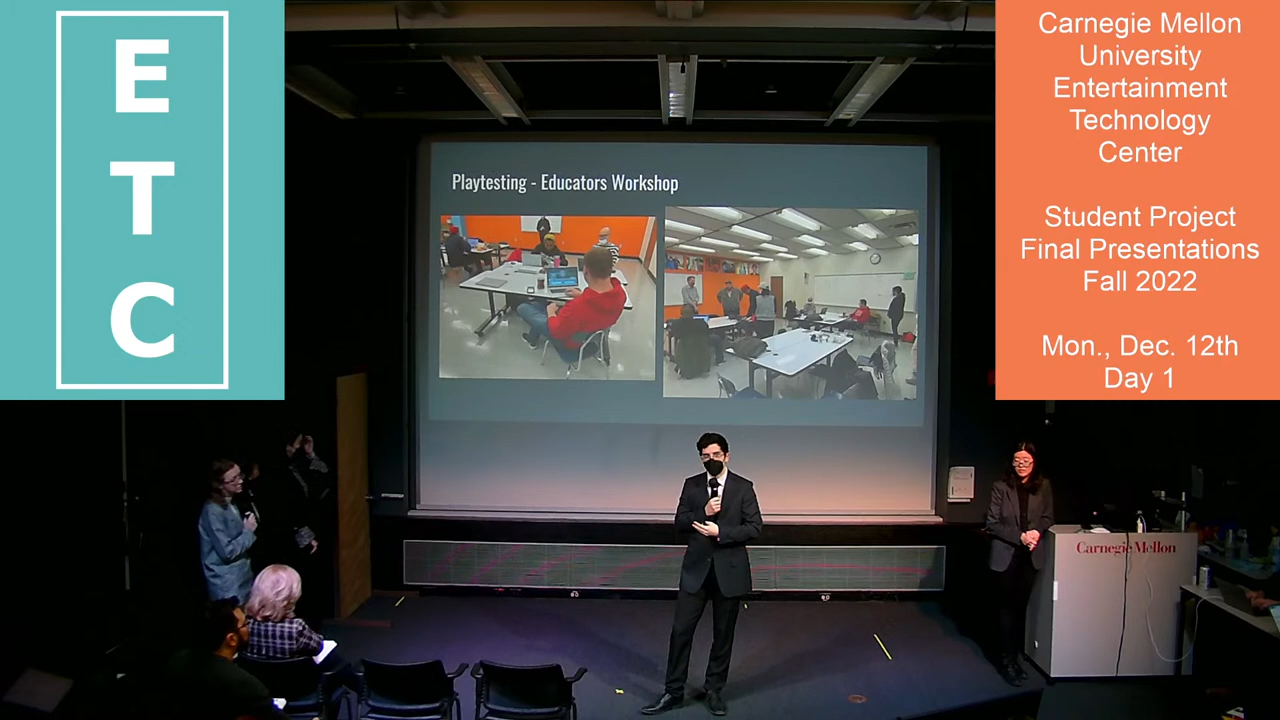 E
T
C
Carnegie Mellon
University
Entertainment
Technology
Center
Student Project
Final Presentations
Fall 2022
Mon., Dec. 12th
Day 1
Playtesting - Educators Workshop
Carnegie Mellon